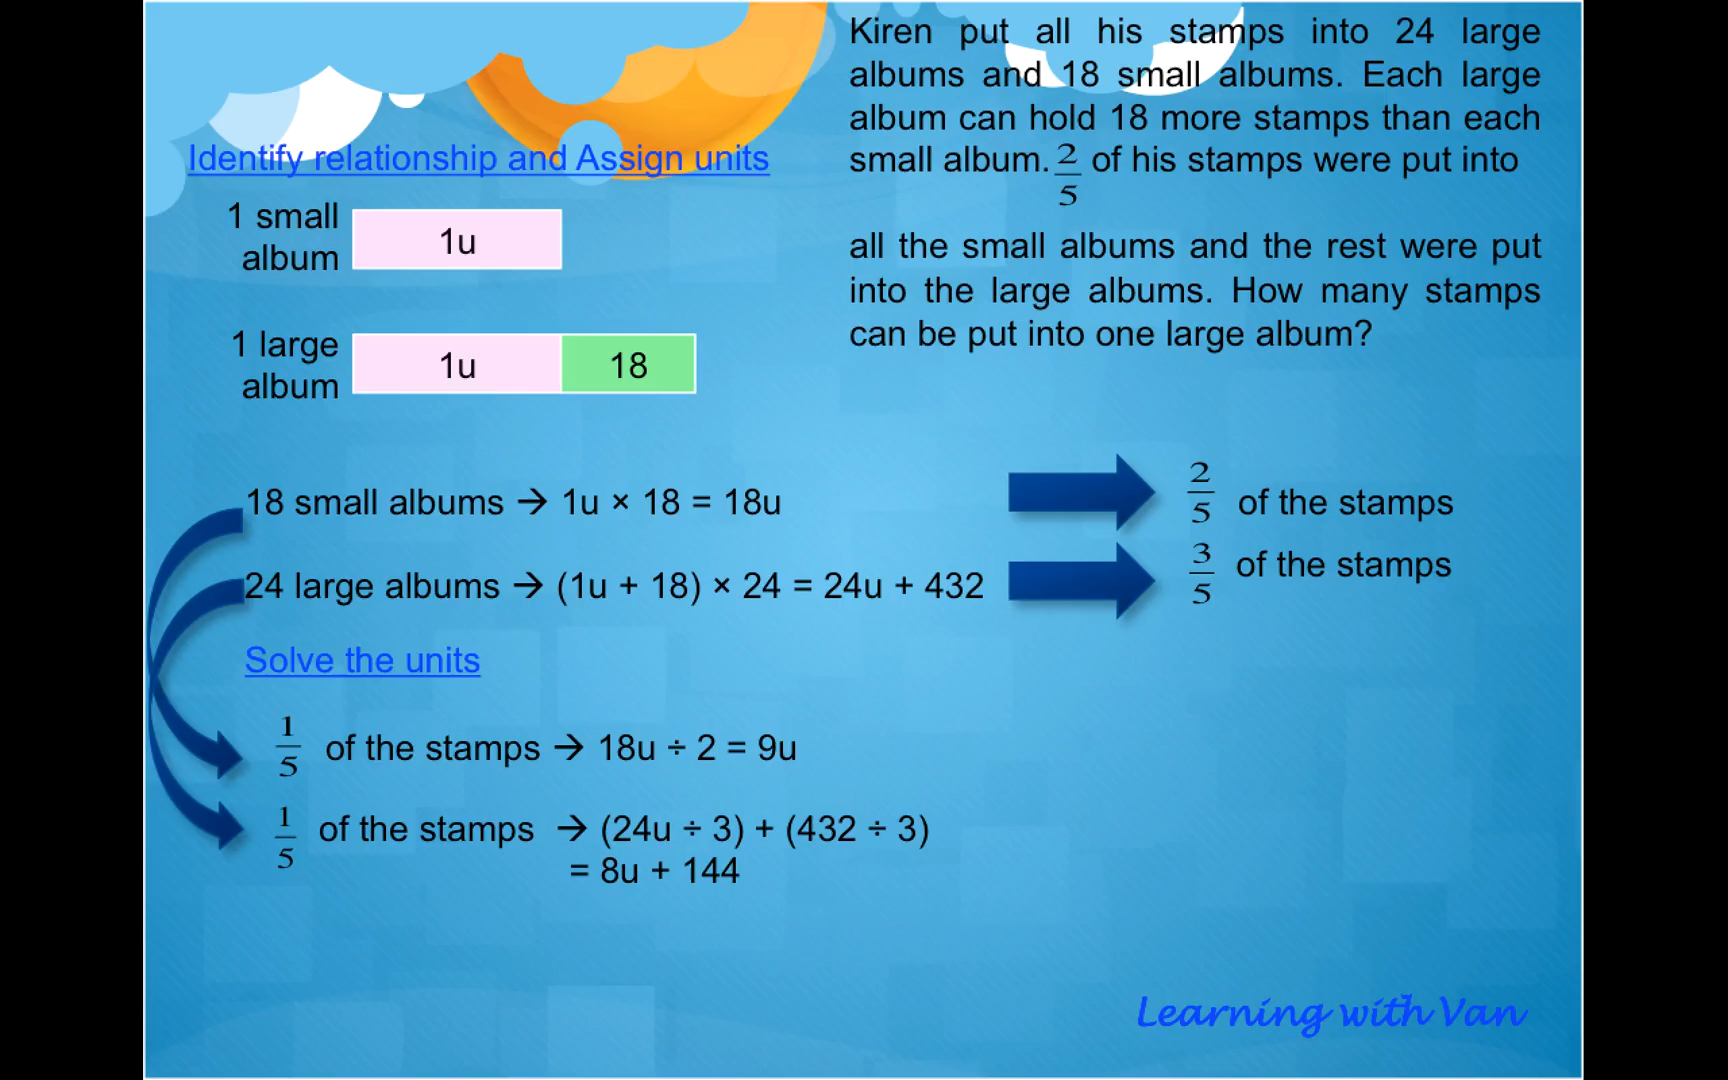 Kiren put all his stamps into 24 large
albums and 18 small albums. Each large
album can hold 18 more stamps than each
small album. 2/5 of his stamps were put into
all the small albums and the rest were put
into the large albums. How many stamps
can be put into one large album?
Identify relationship and Assign units
1 small
album
1u
1 large
album
1u 18
18 small albums → 1u × 18 = 18u
2/5 of the stamps
24 large albums → (1u + 18) × 24 = 24u + 432
3/5 of the stamps
Solve the units
1/5 of the stamps → 18u ÷ 2 = 9u
1/5 of the stamps → (24u ÷ 3) + (432 ÷ 3)
= 8u + 144
Learning with Van